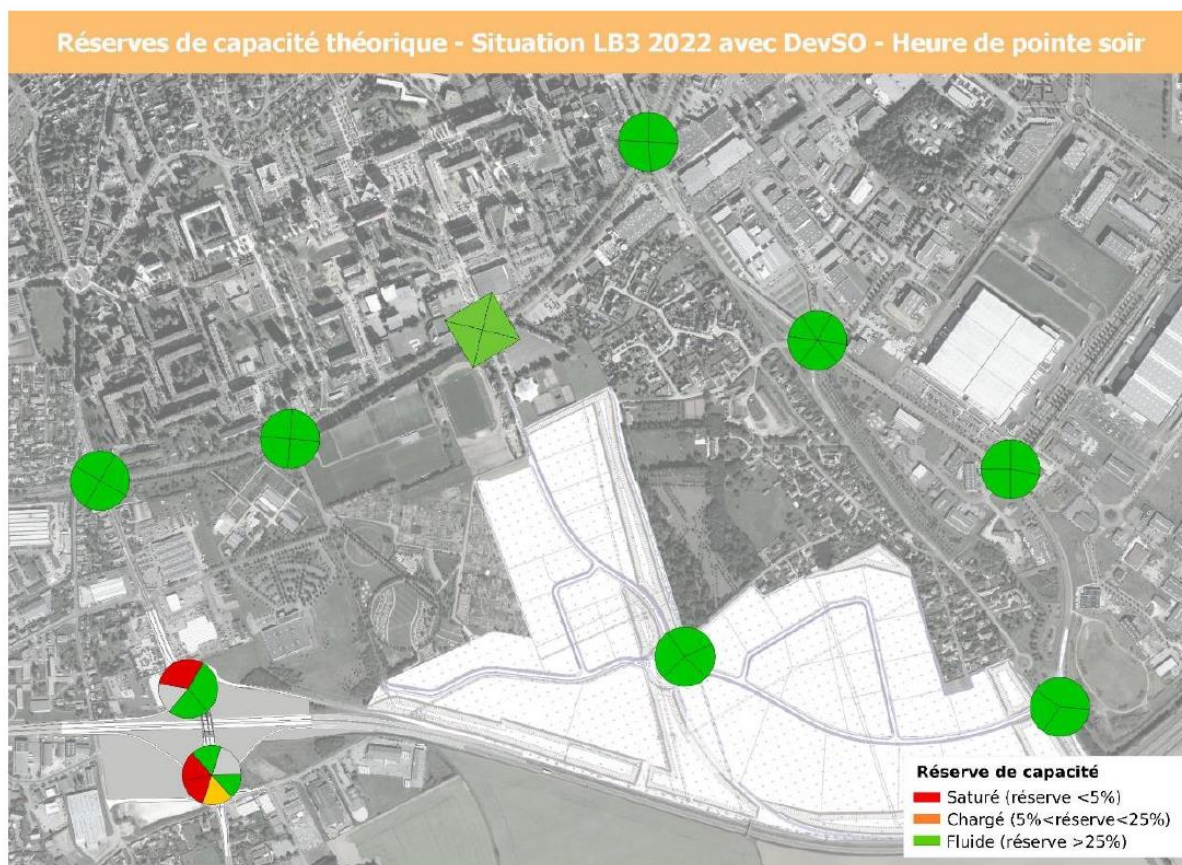 Réserves de capacité théorique - Situation LB3 2022 avec DevSO - Heure de pointe soir
Réserve de capacité
Saturé (réserve <5%)
Chargé (5%<réserve<25%)
Fluide (réserve >25%)